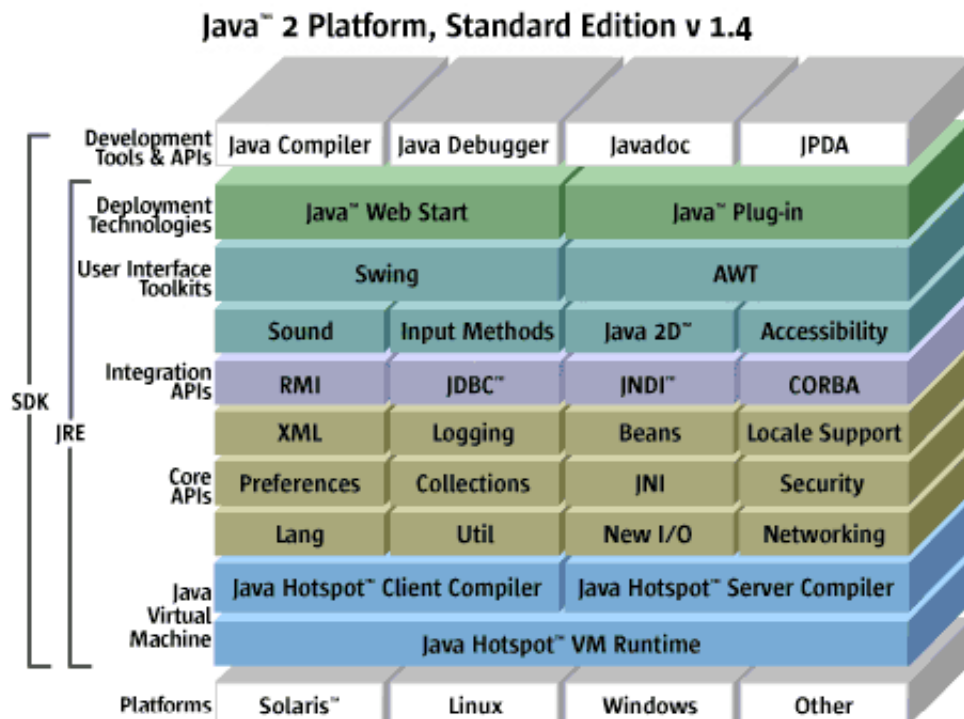 Java™ 2 Platform, Standard Edition v 1.4
Development
Tools & APIs
Java Compiler
Java Debugger
Javadoc
JPDA
Deployment
Technologies
Java™ Web Start
Java™ Plug-in
User Interface
Toolkits
Swing
AWT
Sound
Input Methods
Java 2D™
Accessibility
Integration
APIs
RMI
JDBC™
JNDI™
CORBA
SDK
JRE
XML
Logging
Beans
Locale Support
Core
APIs
Preferences
Collections
JNI
Security
Lang
Util
New I/O
Networking
Java
Virtual
Machine
Java Hotspot™ Client Compiler
Java Hotspot™ Server Compiler
Java Hotspot™ VM Runtime
Platforms
Solaris™
Linux
Windows
Other